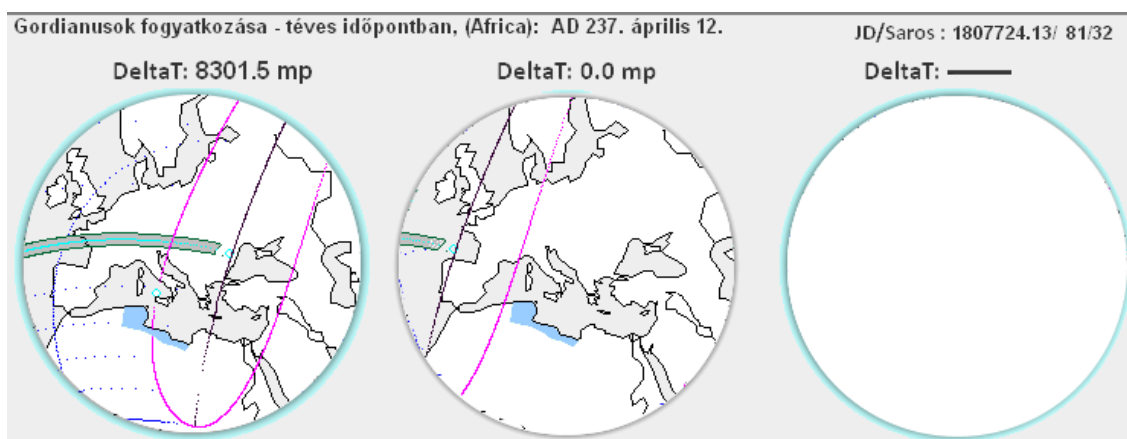 Gordianusok fogyatkozása - téves időpontban, (Africa): AD 237. április 12.
JD/Saros : 1807724.13/ 81/32
DeltaT: 8301.5 mp
DeltaT: 0.0 mp
DeltaT: